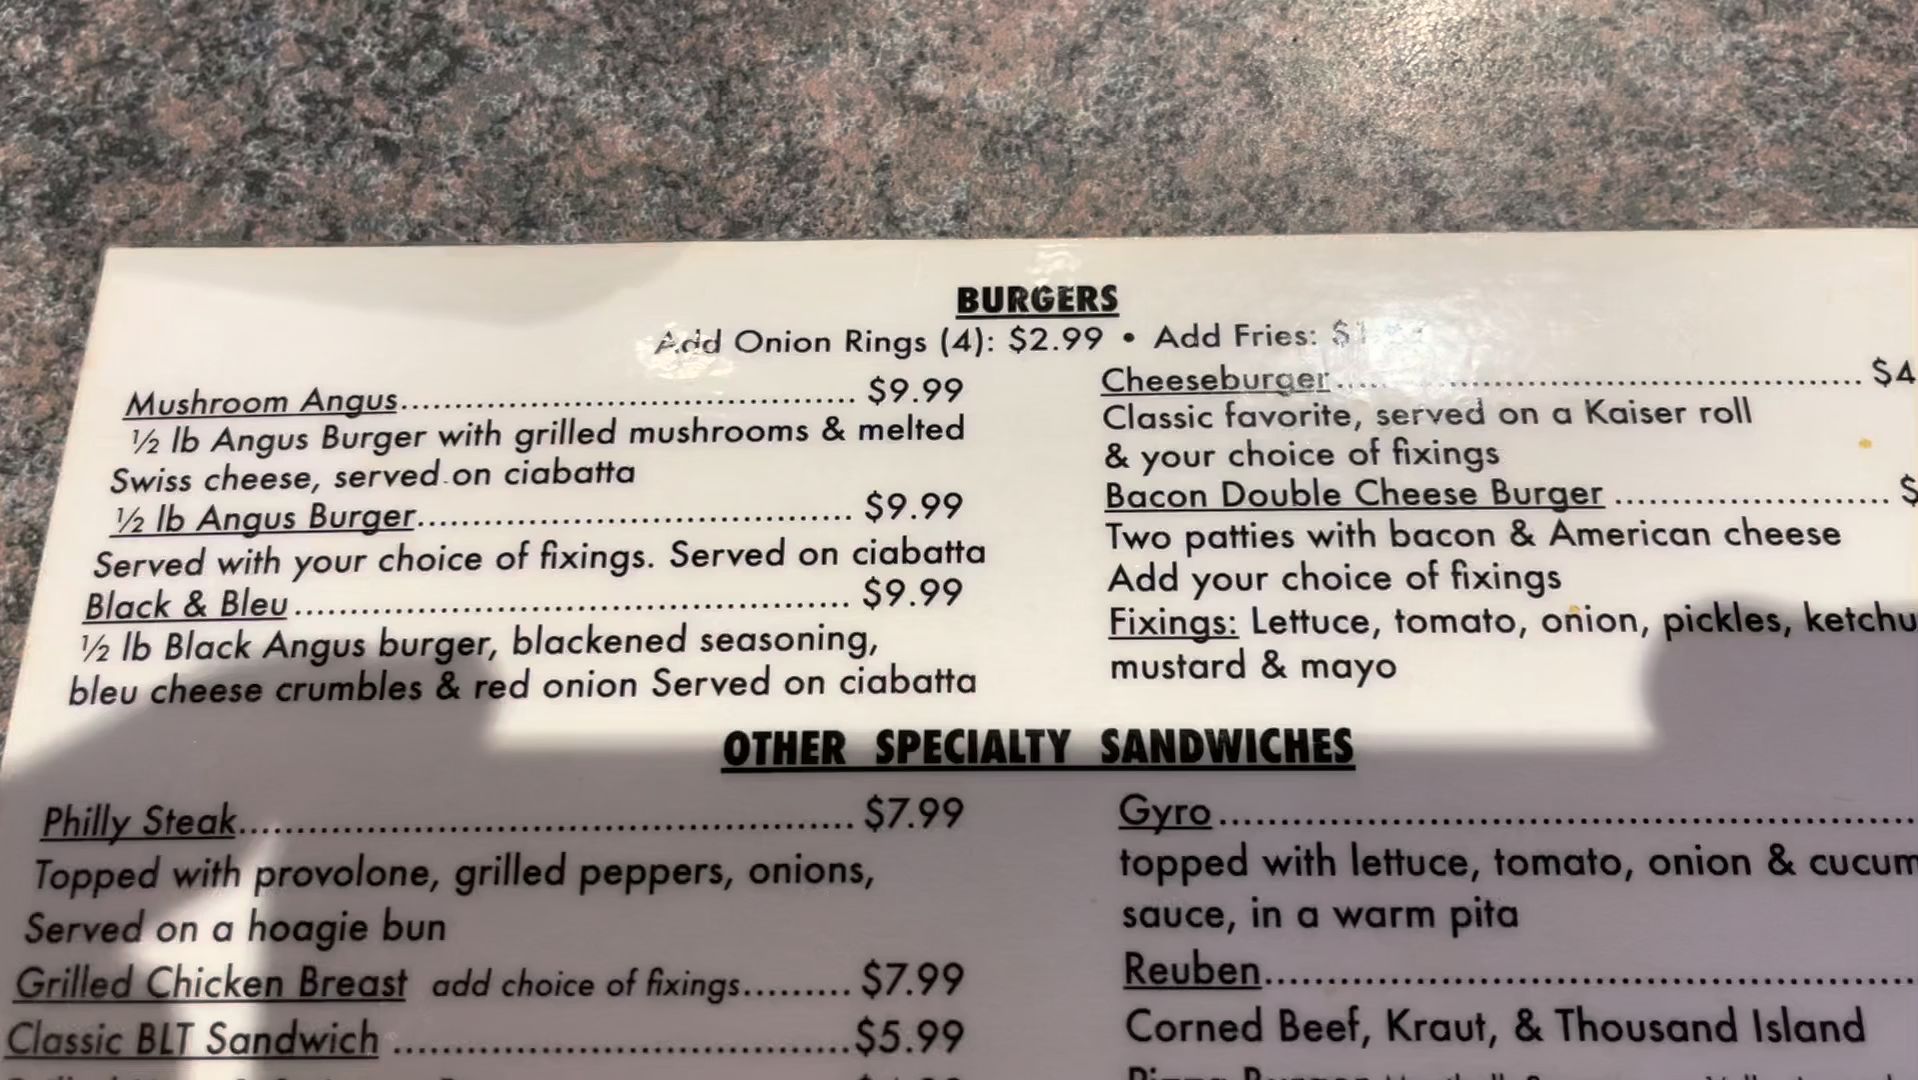 BURGERS
Add Onion Rings (4): $2.99 • Add Fries:
Mushroom Angus........................................ $9.99
½ lb Angus Burger with grilled mushrooms & melted
Swiss cheese, served on ciabatta
½ lb Angus Burger...................................... $9.99
Served with your choice of fixings. Served on ciabatta
Black & Bleu................................................ $9.99
½ lb Black Angus burger, blackened seasoning,
bleu cheese crumbles & red onion Served on ciabatta
Cheeseburger................................................ $4
Classic favorite, served on a Kaiser roll
& your choice of fixings
Bacon Double Cheese Burger ......................... $
Two patties with bacon & American cheese
Add your choice of fixings
Fixings: Lettuce, tomato, onion, pickles, ketchu
mustard & mayo
OTHER SPECIALTY SANDWICHES
Philly Steak.................................................... $7.99
Topped with provolone, grilled peppers, onions,
Served on a hoagie bun
Grilled Chicken Breast add choice of fixings......... $7.99
Classic BLT Sandwich ...................................$5.99
Gyro......................................................
topped with lettuce, tomato, onion & cucum
sauce, in a warm pita
Reuben..................................................
Corned Beef, Kraut, & Thousand Island